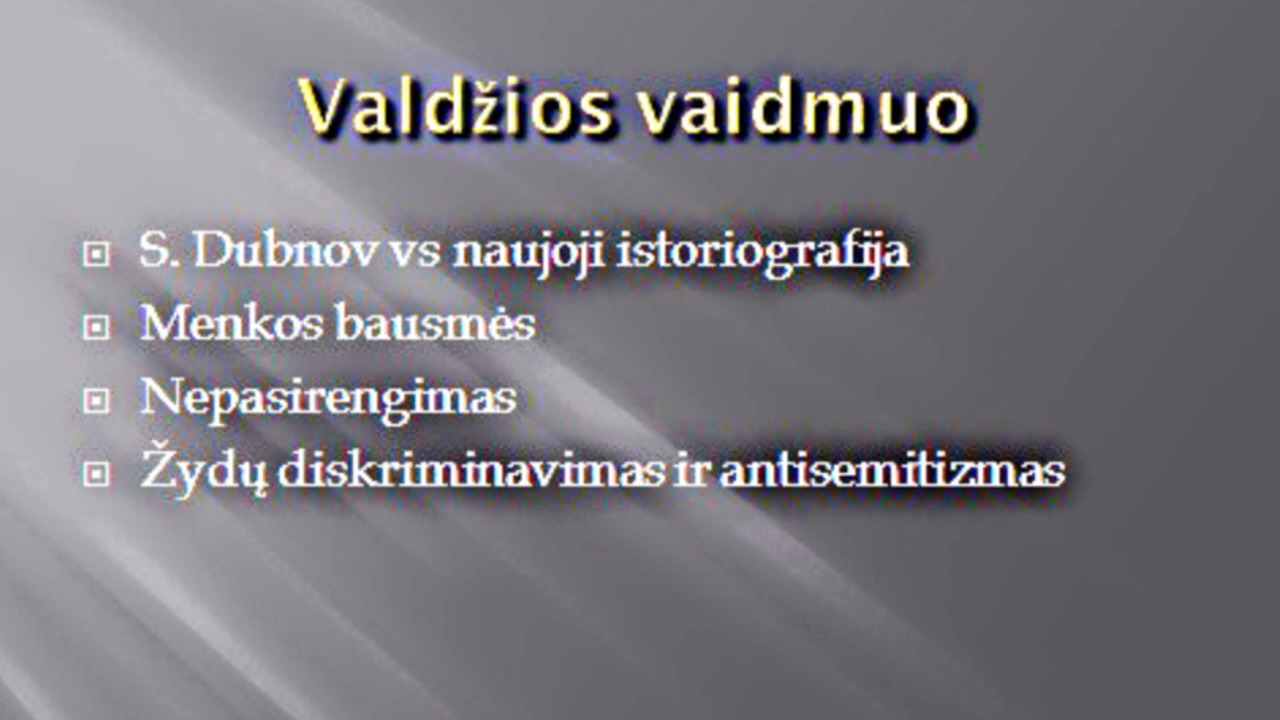 Valdžios vaidmuo
S. Dubnov vs naujoji istoriografija
Menkos bausmės
Nepasirengimas
Žydų diskriminavimas ir antisemitizmas